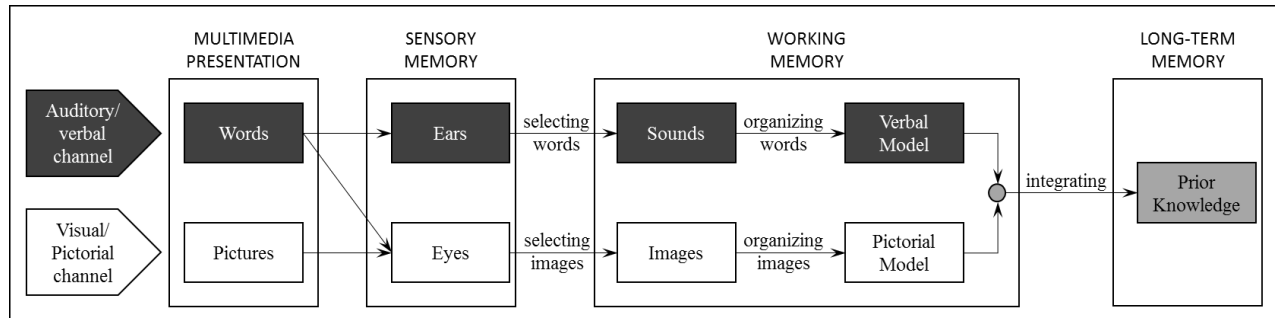 MULTIMEDIA
PRESENTATION
SENSORY
MEMORY
WORKING
MEMORY
LONG-TERM
MEMORY
Auditory/
verbal
channel
Words
Ears
selecting
words
Sounds
organizing
words
Verbal
Model
integrating
Prior
Knowledge
Visual/
Pictorial
channel
Pictures
Eyes
selecting
images
Images
organizing
images
Pictorial
Model